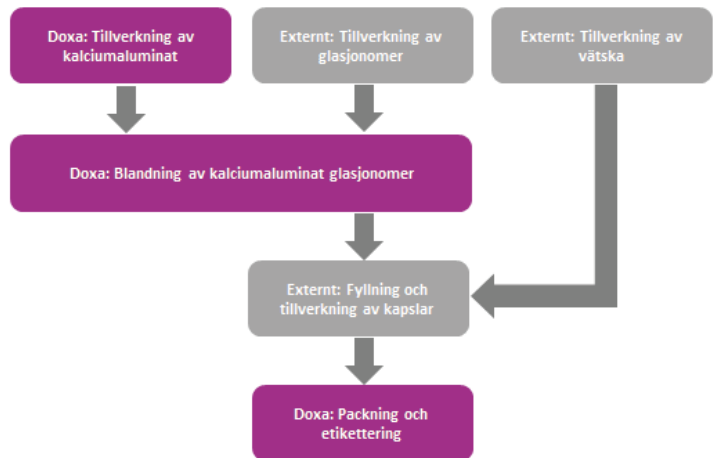 Doxa: Tillverkning av
kalciumaluminat
Externt: Tillverkning av
glasjonomer
Externt: Tillverkning av
vätska
Doxa: Blandning av kalciumaluminat glasjonomer
Externt: Fyllning och
tillverkning av kapslar
Doxa: Packning och
etikettering